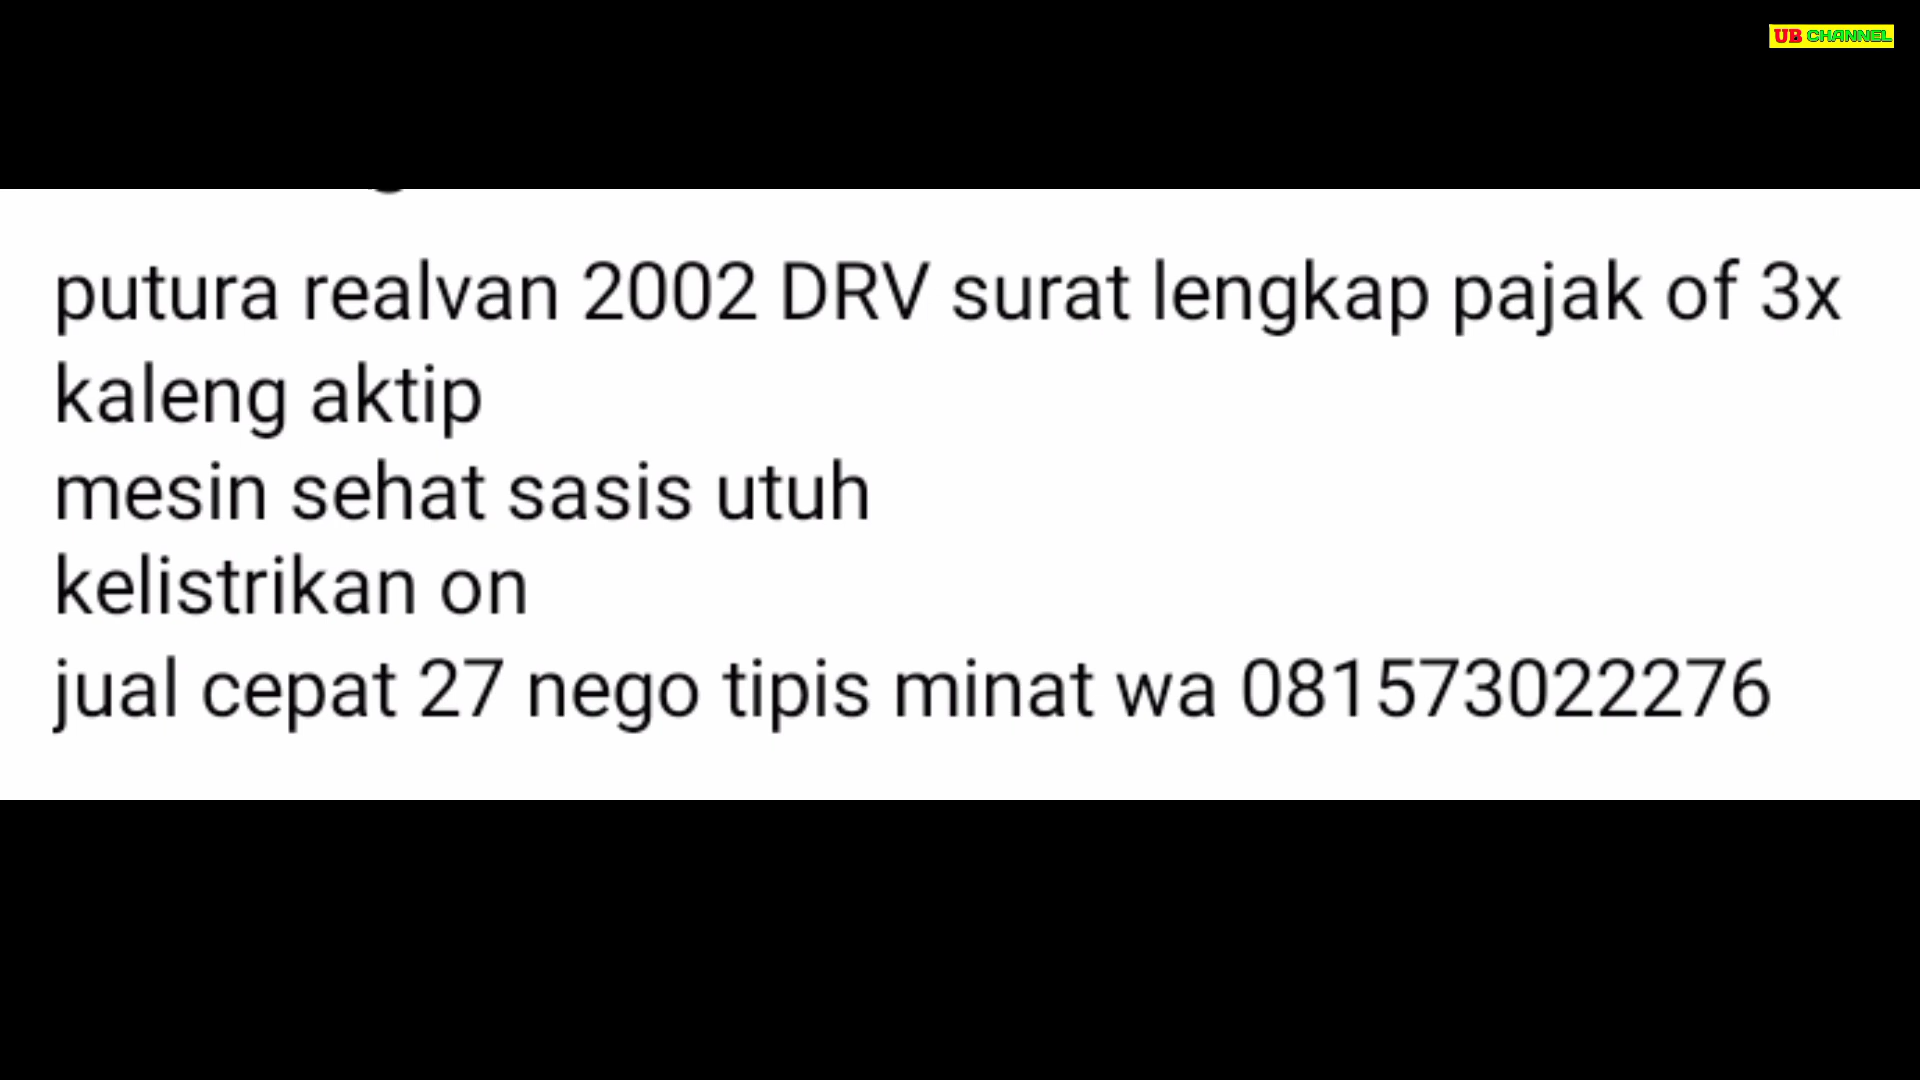 UB CHANNEL
putura realvan 2002 DRV surat lengkap pajak of 3x
kaleng aktip
mesin sehat sasis utuh
kelistrikan on
jual cepat 27 nego tipis minat wa 081573022276